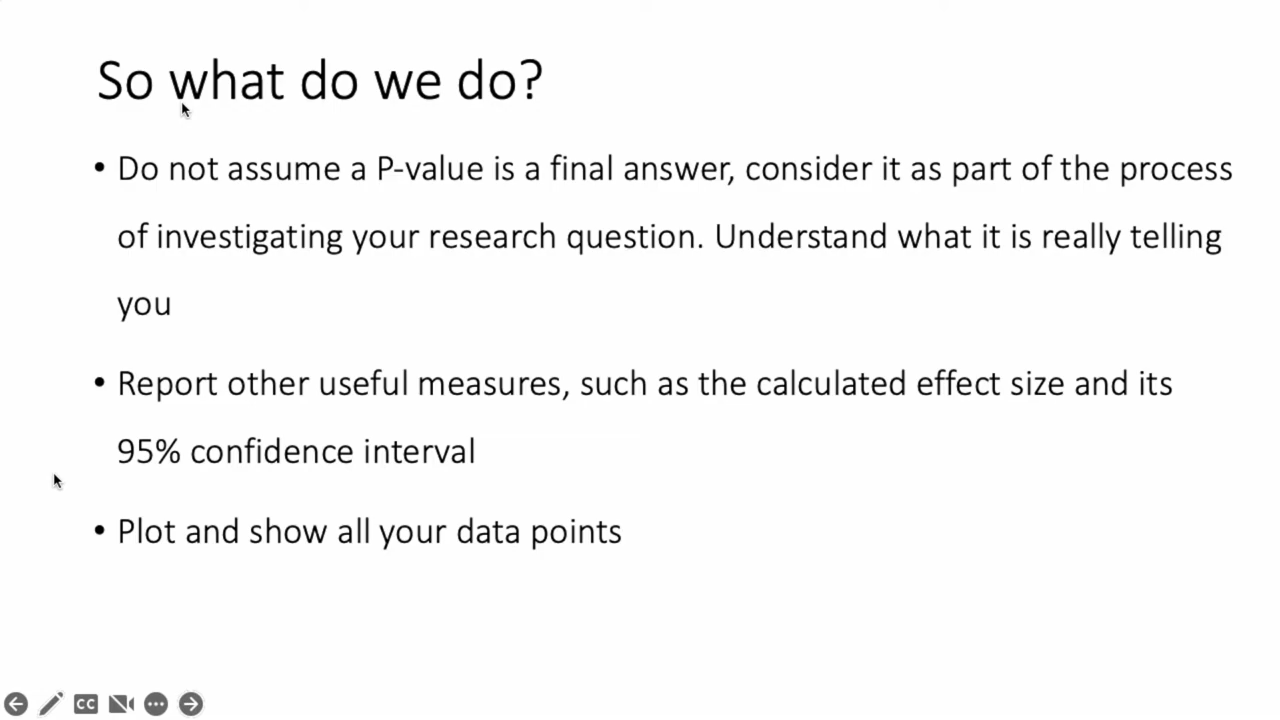 So what do we do?
• Do not assume a P-value is a final answer, consider it as part of the process
of investigating your research question. Understand what it is really telling
you
• Report other useful measures, such as the calculated effect size and its
95% confidence interval
• Plot and show all your data points
CC